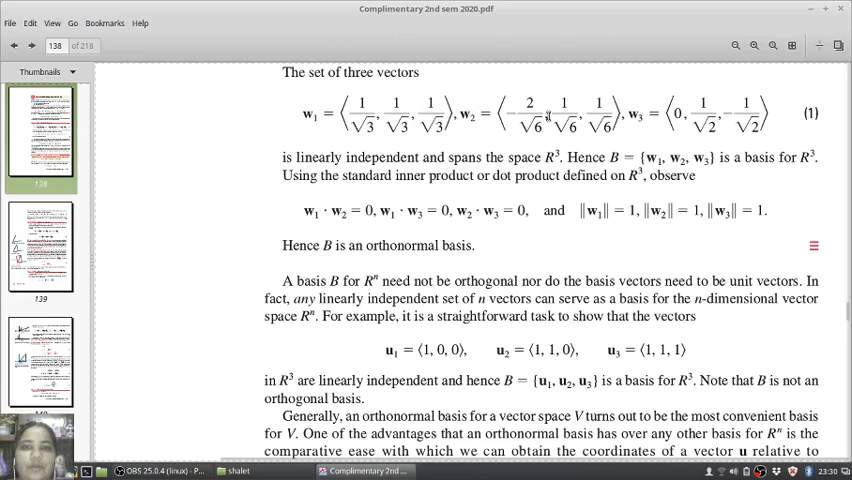 Complimentary 2nd sem 2020.pdf
File Edit View Go Bookmarks Help
138 of 218
Thumbnails
138
139
The set of three vectors
w₁ = ⟨1/√3, 1/√3, 1/√3⟩, w₂ = ⟨−2/√6, 1/√6, 1/√6⟩, w₃ = ⟨0, 1/√2, −1/√2⟩ (1)
is linearly independent and spans the space R³. Hence B = {w₁, w₂, w₃} is a basis for R³.
Using the standard inner product or dot product defined on R³, observe
w₁ · w₂ = 0, w₁ · w₃ = 0, w₂ · w₃ = 0, and ‖w₁‖ = 1, ‖w₂‖ = 1, ‖w₃‖ = 1.
Hence B is an orthonormal basis.
A basis B for Rⁿ need not be orthogonal nor do the basis vectors need to be unit vectors. In
fact, any linearly independent set of n vectors can serve as a basis for the n-dimensional vector
space Rⁿ. For example, it is a straightforward task to show that the vectors
u₁ = ⟨1, 0, 0⟩, u₂ = ⟨1, 1, 0⟩, u₃ = ⟨1, 1, 1⟩
in R³ are linearly independent and hence B = {u₁, u₂, u₃} is a basis for R³. Note that B is not an
orthogonal basis.
Generally, an orthonormal basis for a vector space V turns out to be the most convenient basis
for V. One of the advantages that an orthonormal basis has over any other basis for Rⁿ is the
comparative ease with which we can obtain the coordinates of a vector u relative to
OBS 25.0.4 (linux) - P... shalet Complimentary 2nd ... 23:30